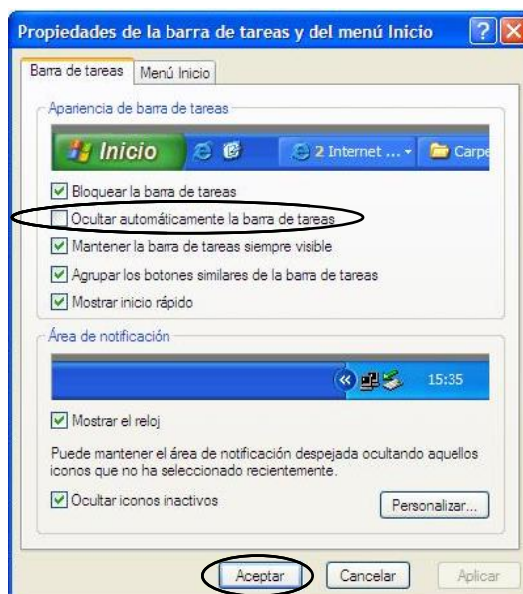 Propiedades de la barra de tareas y del menú Inicio
Barra de tareas Menú Inicio
Apariencia de barra de tareas
Inicio 2 Internet ... Carpe
Bloquear la barra de tareas
Ocultar automáticamente la barra de tareas
Mantener la barra de tareas siempre visible
Agrupar los botones similares de la barra de tareas
Mostrar inicio rápido
Área de notificación
15:35
Mostrar el reloj
Puede mantener el área de notificación despejada ocultando aquellos
iconos que no ha seleccionado recientemente.
Ocultar iconos inactivos Personalizar...
Aceptar Cancelar Aplicar